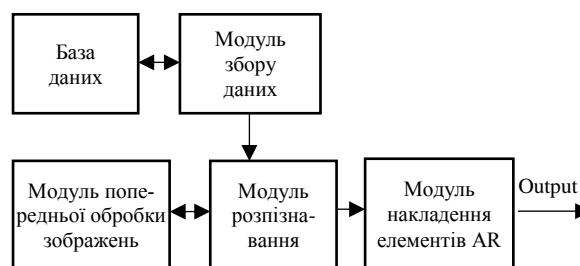 База
даних
Модуль
збору
даних
Модуль попе-
редньої обробки
зображень
Модуль
розпізна-
вання
Модуль
накладення
елементів AR
Output